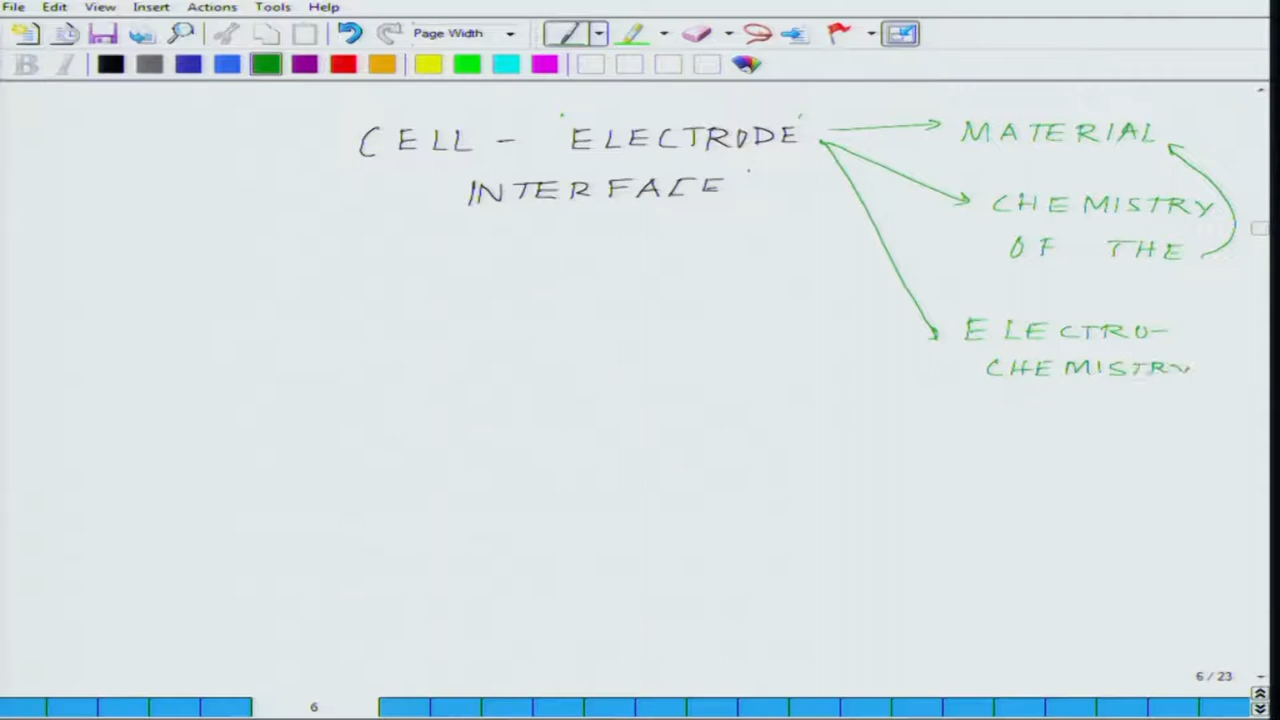 File Edit View Insert Actions Tools Help
Page Width
B I
CELL - 'ELECTRODE'
INTERFACE
MATERIAL
CHEMISTRY
OF THE
ELECTRO-
CHEMISTRY
6 / 23
6